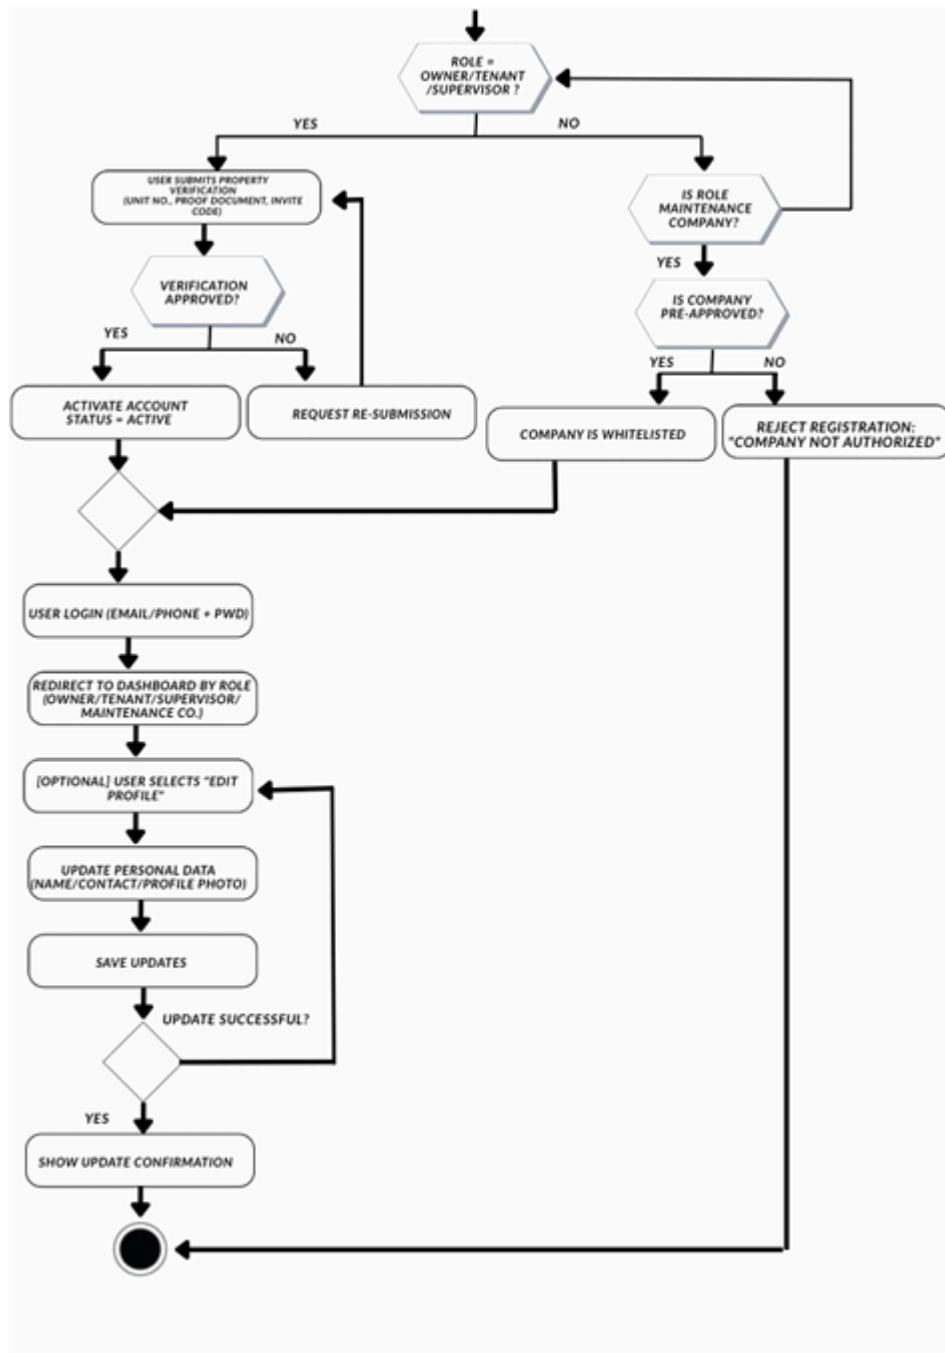 ROLE =
OWNER/TENANT
/SUPERVISOR ?
YES
NO
USER SUBMITS PROPERTY
VERIFICATION
(UNIT NO., PROOF DOCUMENT, INVITE
CODE)
IS ROLE
MAINTENANCE
COMPANY?
YES
VERIFICATION
APPROVED?
IS COMPANY
PRE-APPROVED?
YES
NO
YES
NO
ACTIVATE ACCOUNT
STATUS = ACTIVE
REQUEST RE-SUBMISSION
COMPANY IS WHITELISTED
REJECT REGISTRATION:
"COMPANY NOT AUTHORIZED"
USER LOGIN (EMAIL/PHONE + PWD)
REDIRECT TO DASHBOARD BY ROLE
(OWNER/TENANT/SUPERVISOR/
MAINTENANCE CO.)
[OPTIONAL] USER SELECTS "EDIT
PROFILE"
UPDATE PERSONAL DATA
(NAME/CONTACT/PROFILE PHOTO)
SAVE UPDATES
UPDATE SUCCESSFUL?
YES
SHOW UPDATE CONFIRMATION